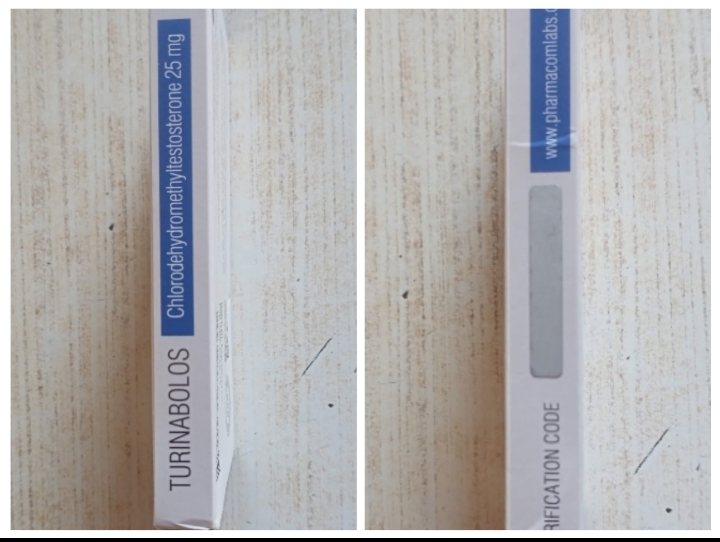 TURINABOLOS
Chlorodehydromethyltestosterone 25 mg
RIFICATION CODE
www.pharmacomlabs.c